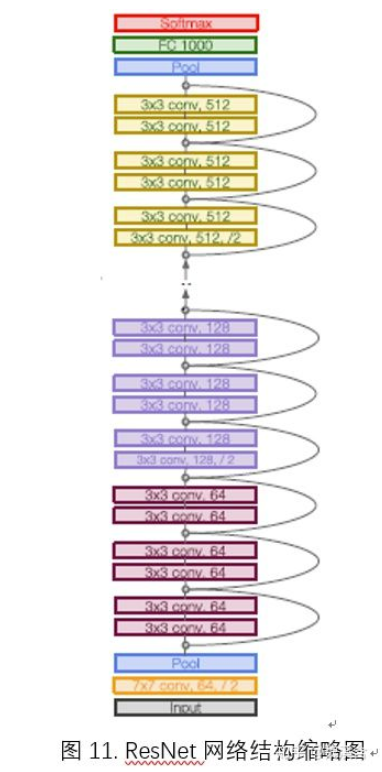 Softmax
FC 1000
Pool
3x3 conv, 512
3x3 conv, 512
3x3 conv, 512
3x3 conv, 512
3x3 conv, 512
3x3 conv, 512, /2
...
3x3 conv, 128
3x3 conv, 128
3x3 conv, 128
3x3 conv, 128
3x3 conv, 128
3x3 conv, 128, / 2
3x3 conv, 64
3x3 conv, 64
3x3 conv, 64
3x3 conv, 64
3x3 conv, 64
3x3 conv, 64
Pool
7x7 conv, 64, / 2
Input
图 11. ResNet 网络结构缩略图